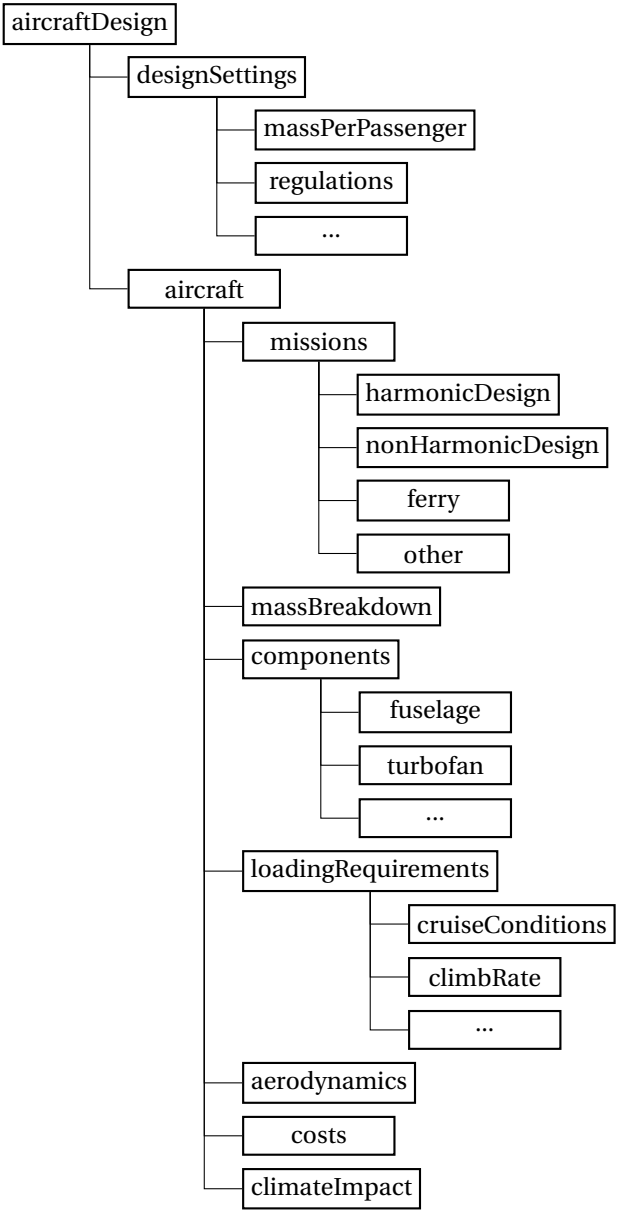 aircraftDesign
designSettings
massPerPassenger
regulations
...
aircraft
missions
harmonicDesign
nonHarmonicDesign
ferry
other
massBreakdown
components
fuselage
turbofan
...
loadingRequirements
cruiseConditions
climbRate
...
aerodynamics
costs
climateImpact